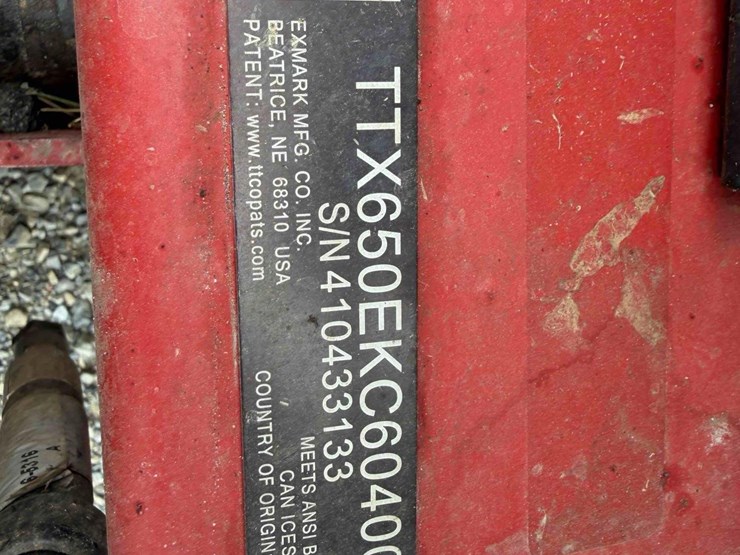 TTX650EKC6040
S/N 410433133
EXMARK MFG. CO. INC.
BEATRICE, NE 68310 USA
PATENT: www.ttcopats.com
MEETS ANSI B
CAN ICES
COUNTRY OF ORIGIN